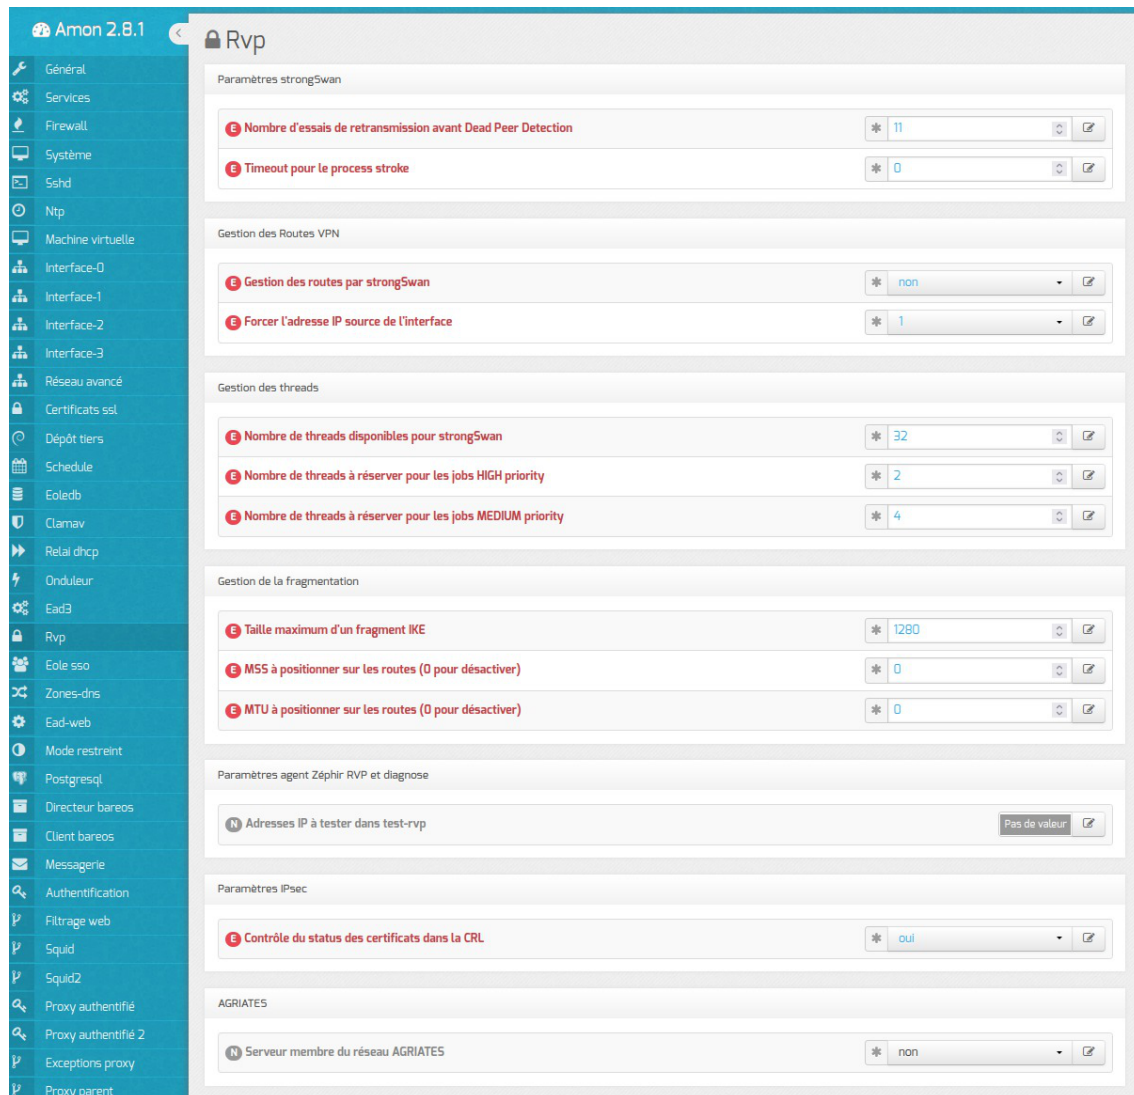 Amon 2.8.1
Général
Services
Firewall
Système
Sshd
Ntp
Machine virtuelle
Interface-0
Interface-1
Interface-2
Interface-3
Réseau avancé
Certificats ssl
Dépôt tiers
Schedule
Eoledb
Clamav
Relai dhcp
Onduleur
Ead3
Rvp
Eole sso
Zones-dns
Ead-web
Mode restreint
Postgresql
Directeur bareos
Client bareos
Messagerie
Authentification
Filtrage web
Squid
Squid2
Proxy authentifié
Proxy authentifié 2
Exceptions proxy
Proxy parent
Rvp
Paramètres strongSwan
E Nombre d'essais de retransmission avant Dead Peer Detection 11
E Timeout pour le process stroke 0
Gestion des Routes VPN
E Gestion des routes par strongSwan non
E Forcer l'adresse IP source de l'interface 1
Gestion des threads
E Nombre de threads disponibles pour strongSwan 32
E Nombre de threads à réserver pour les jobs HIGH priority 2
E Nombre de threads à réserver pour les jobs MEDIUM priority 4
Gestion de la fragmentation
E Taille maximum d'un fragment IKE 1280
E MSS à positionner sur les routes (0 pour désactiver) 0
E MTU à positionner sur les routes (0 pour désactiver) 0
Paramètres agent Zéphir RVP et diagnose
N Adresses IP à tester dans test-rvp Pas de valeur
Paramètres IPsec
E Contrôle du status des certificats dans la CRL oui
AGRIATES
N Serveur membre du réseau AGRIATES non